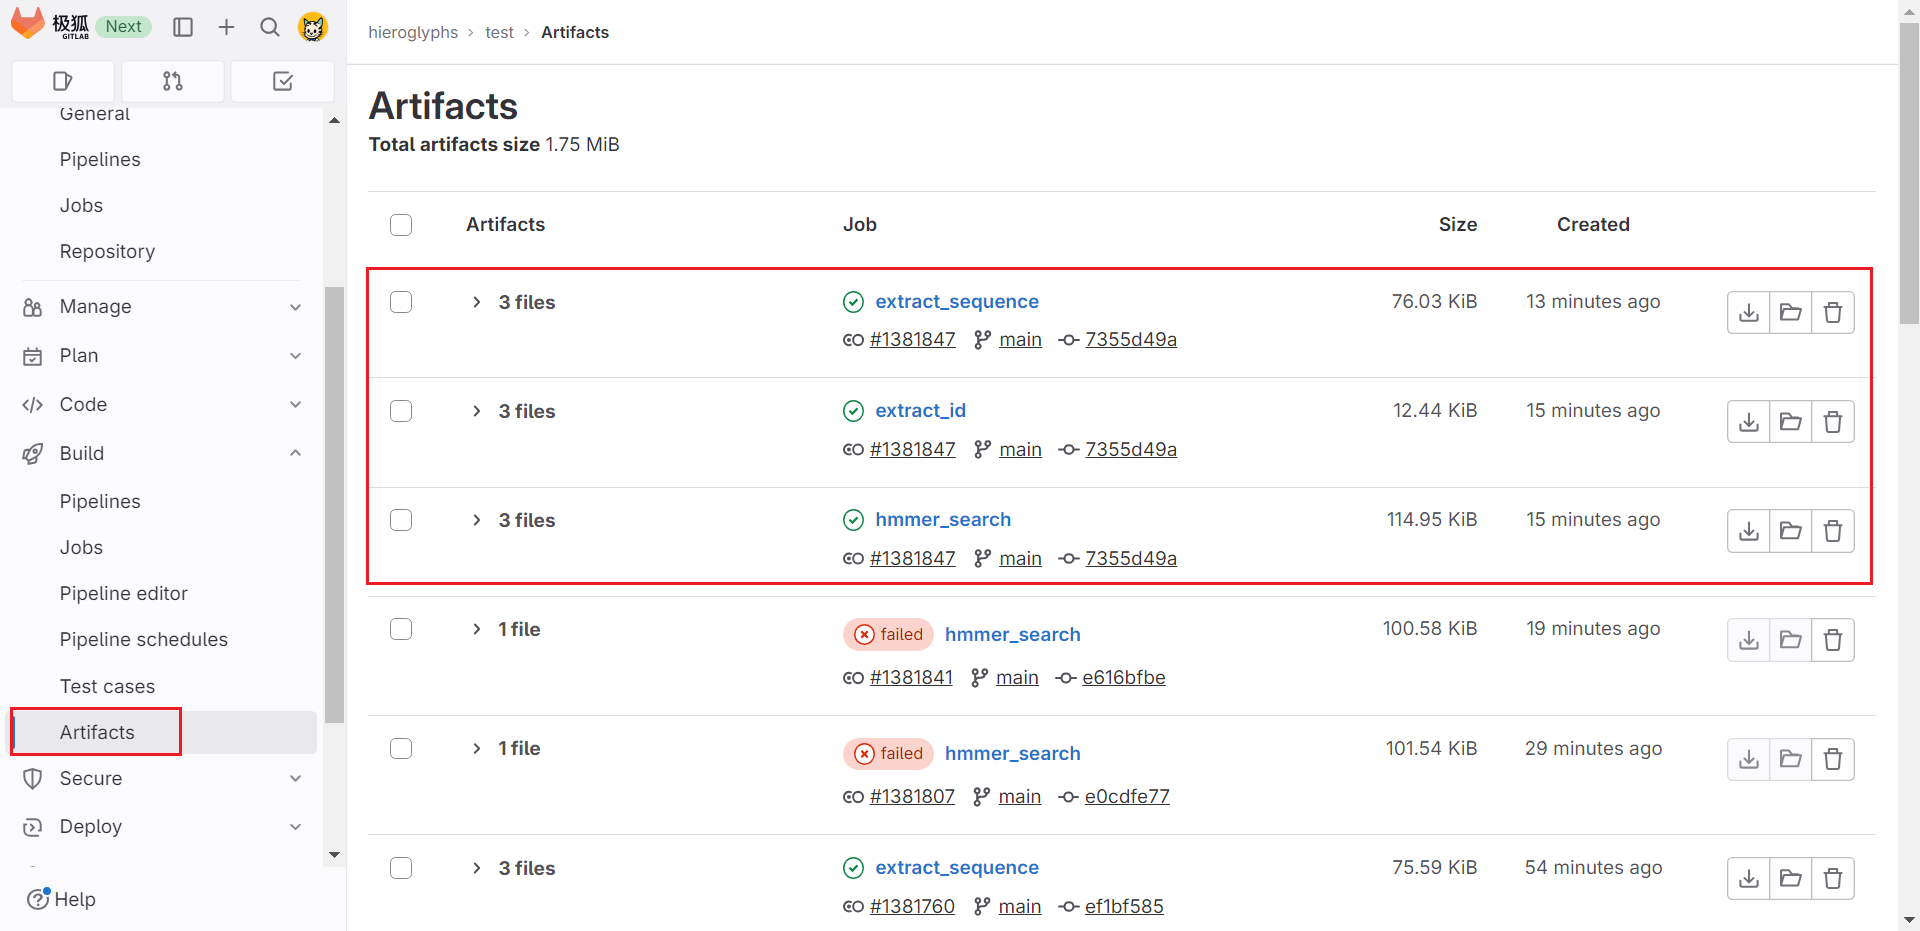 极狐
GITLAB
Next
General
Pipelines
Jobs
Repository
Manage
Plan
Code
Build
Pipelines
Jobs
Pipeline editor
Pipeline schedules
Test cases
Artifacts
Secure
Deploy
Help
hieroglyphs › test › Artifacts
Artifacts
Total artifacts size 1.75 MiB
Artifacts Job Size Created
3 files extract_sequence 76.03 KiB 13 minutes ago
#1381847 main 7355d49a
3 files extract_id 12.44 KiB 15 minutes ago
#1381847 main 7355d49a
3 files hmmer_search 114.95 KiB 15 minutes ago
#1381847 main 7355d49a
1 file failed hmmer_search 100.58 KiB 19 minutes ago
#1381841 main e616bfbe
1 file failed hmmer_search 101.54 KiB 29 minutes ago
#1381807 main e0cdfe77
3 files extract_sequence 75.59 KiB 54 minutes ago
#1381760 main ef1bf585